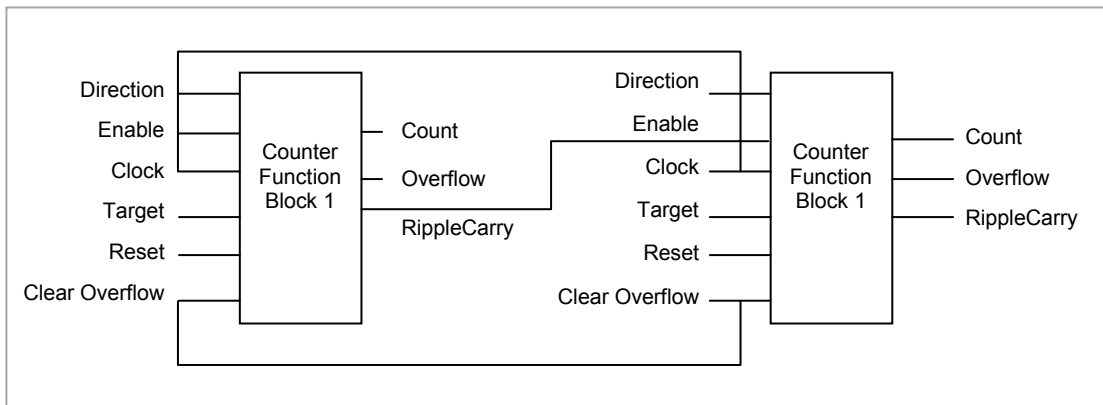 Direction
Enable
Clock
Target
Reset
Clear Overflow
Counter
Function
Block 1
Count
Overflow
RippleCarry
Direction
Enable
Clock
Target
Reset
Clear Overflow
Counter
Function
Block 1
Count
Overflow
RippleCarry